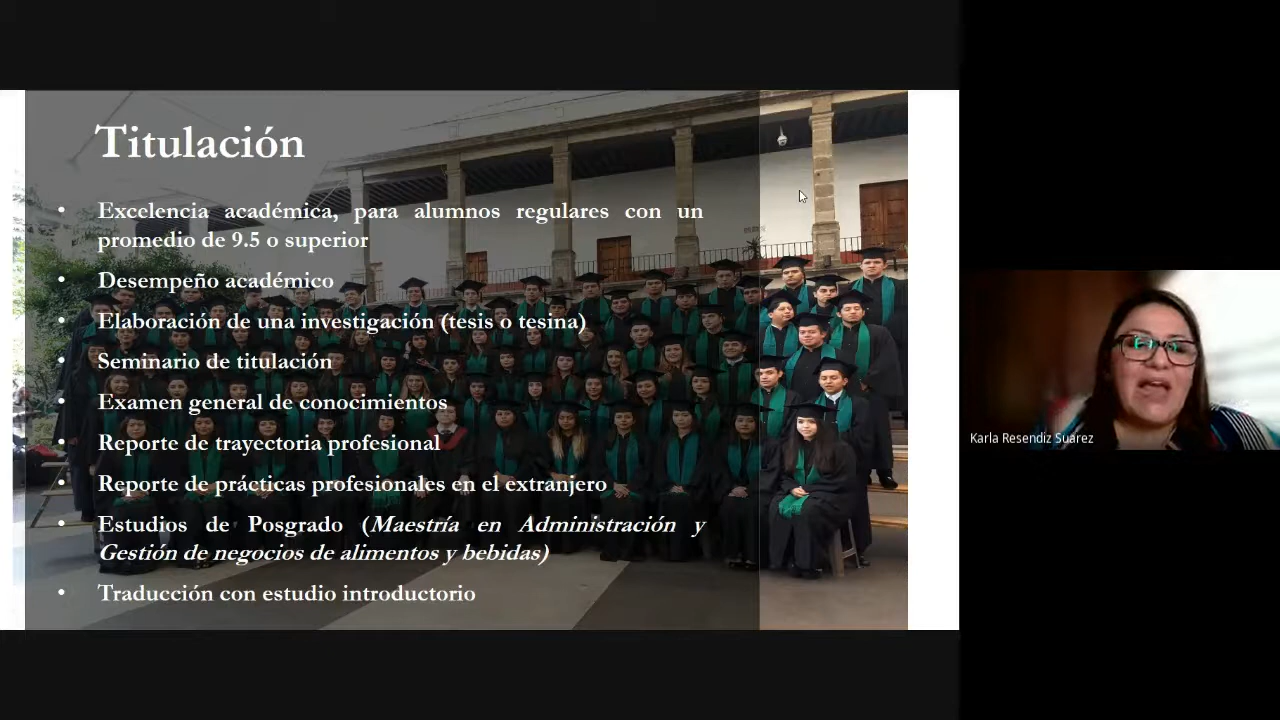 Titulación
• Excelencia académica, para alumnos regulares con un
promedio de 9.5 o superior
• Desempeño académico
• Elaboración de una investigación (tesis o tesina)
• Seminario de titulación
• Examen general de conocimientos
• Reporte de trayectoria profesional
• Reporte de prácticas profesionales en el extranjero
• Estudios de Posgrado (Maestría en Administración y
Gestión de negocios de alimentos y bebidas)
• Traducción con estudio introductorio
Karla Resendiz Suarez